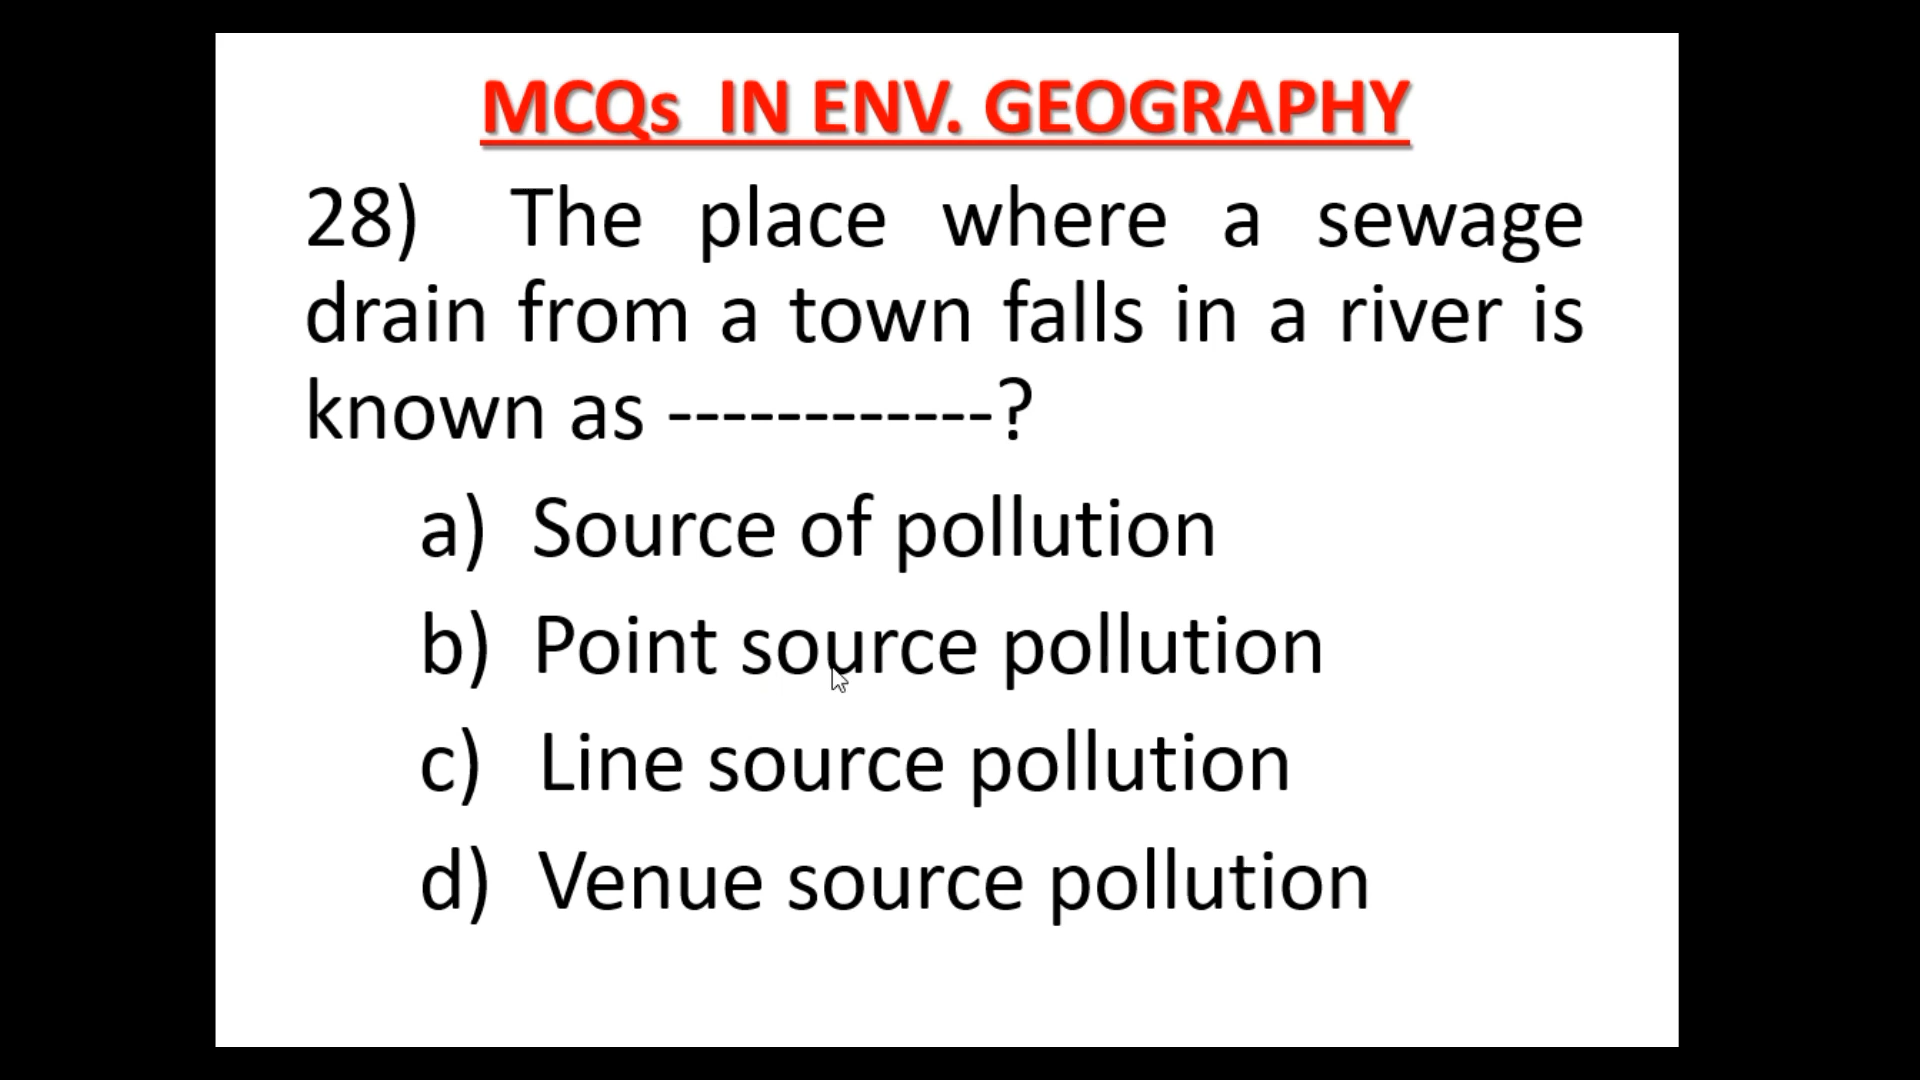 MCQs IN ENV. GEOGRAPHY
28) The place where a sewage
drain from a town falls in a river is
known as ------------?
a) Source of pollution
b) Point source pollution
c) Line source pollution
d) Venue source pollution